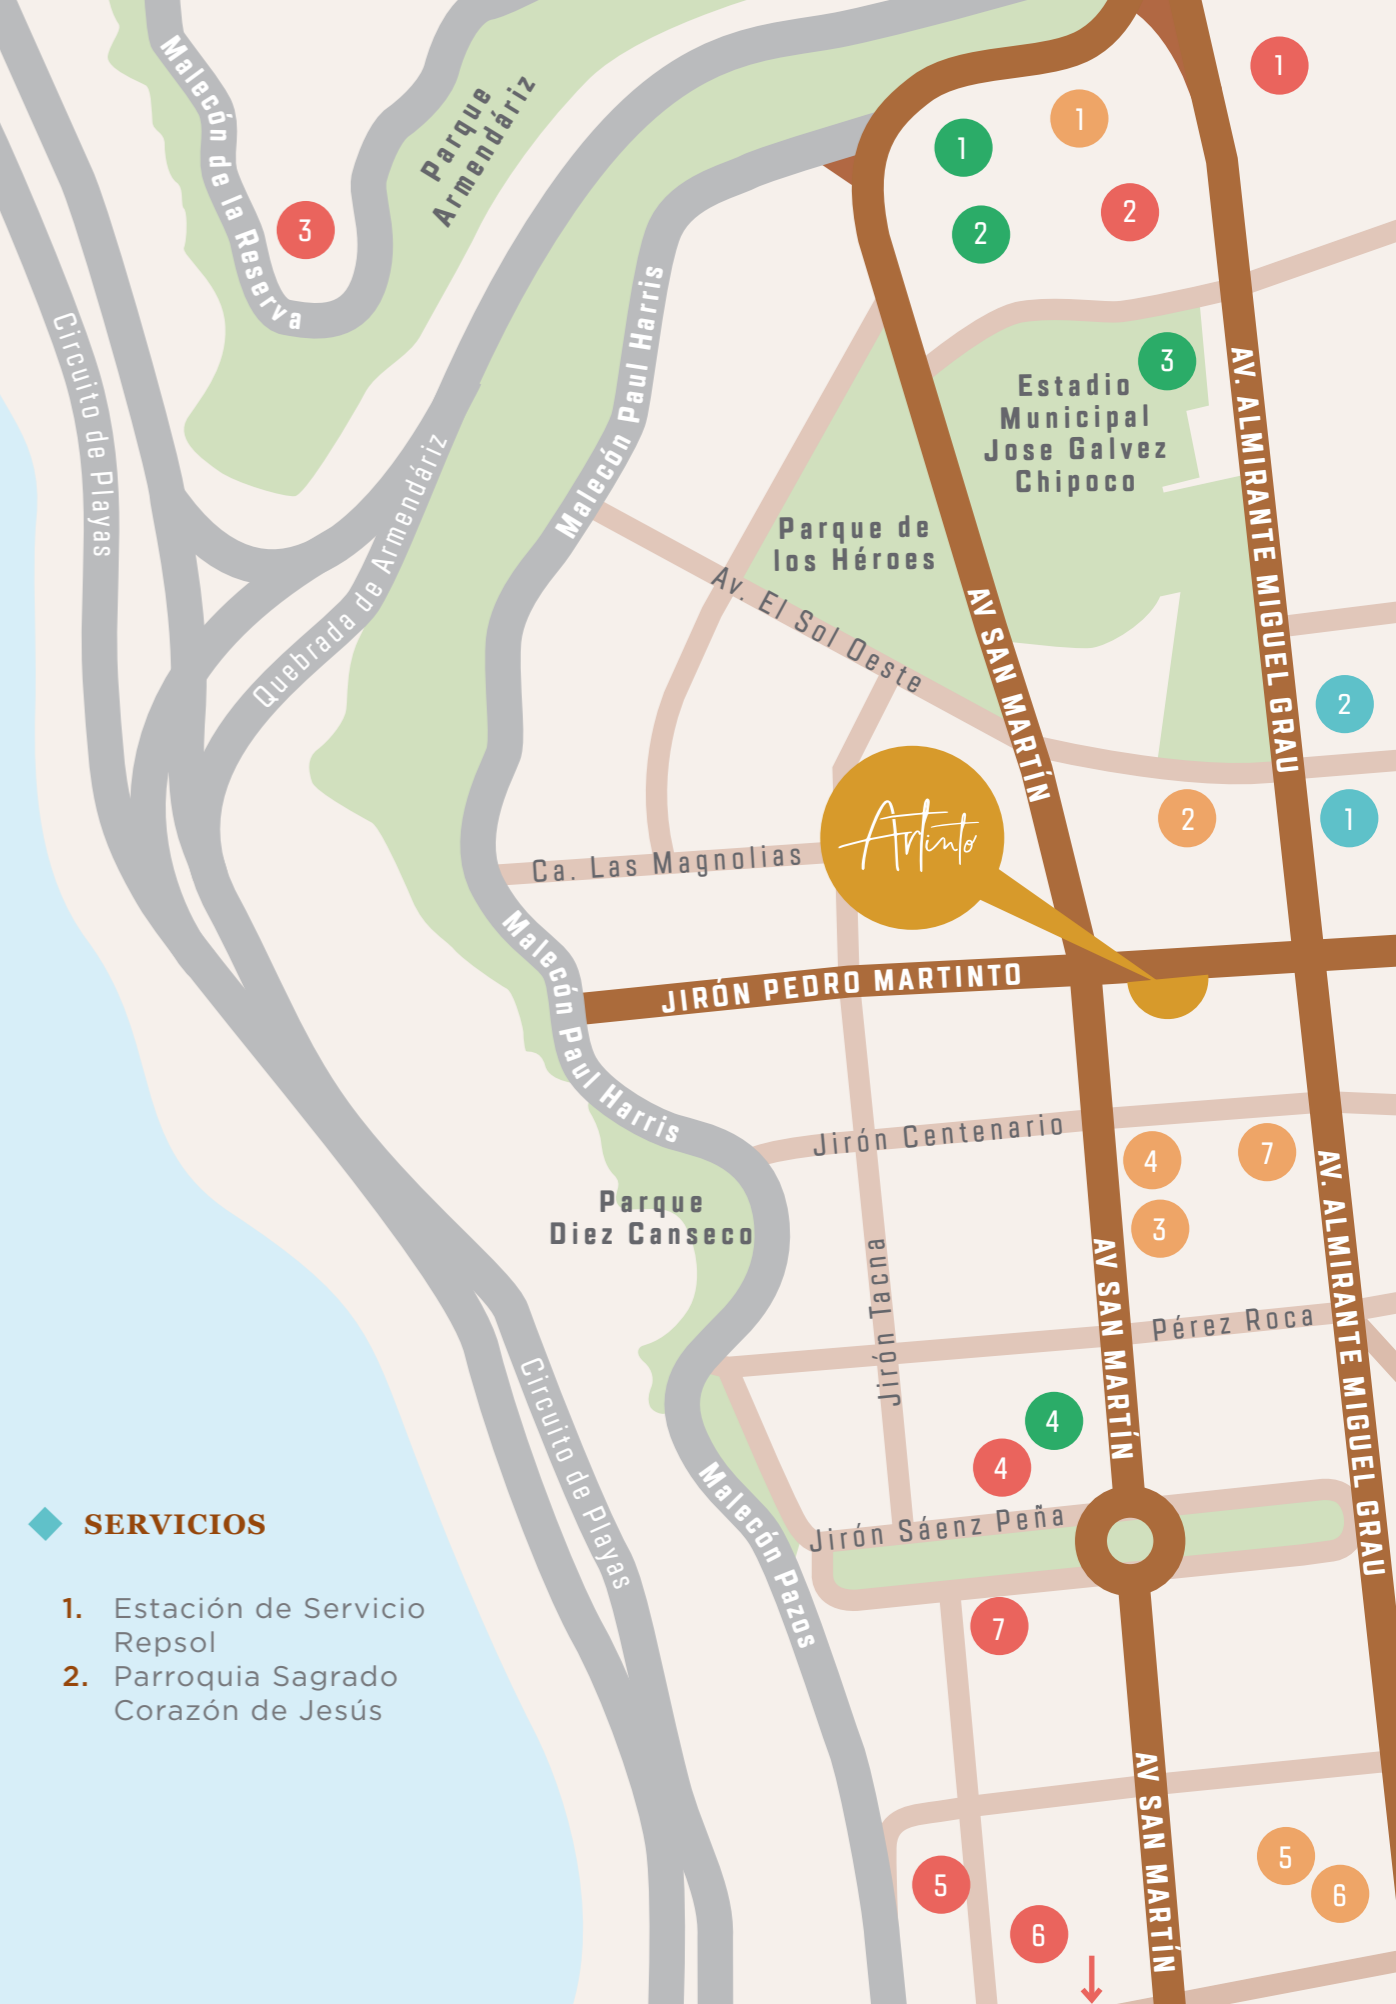 Malecón de la Reserva
Parque
Armendáriz
1
1
1
2
2
3
Circuito de Playas
Malecón Paul Harris
Quebrada de Armendáriz
3
Estadio
Municipal
Jose Galvez
Chipoco
AV. ALMIRANTE MIGUEL GRAU
Parque de
los Héroes
Av. El Sol Oeste
AV SAN MARTÍN
2
1
2
Artinto
Ca. Las Magnolias
Malecón Paul Harris
JIRÓN PEDRO MARTINTO
Jirón Centenario
4
7
3
AV. ALMIRANTE MIGUEL GRAU
Parque
Diez Canseco
Jirón Tacna
AV SAN MARTÍN
Pérez Roca
Circuito de Playas
4
4
Malecón Pazos
Jirón Sáenz Peña
7
SERVICIOS
1. Estación de Servicio
Repsol
2. Parroquia Sagrado
Corazón de Jesús
AV SAN MARTÍN
5
6
5
6